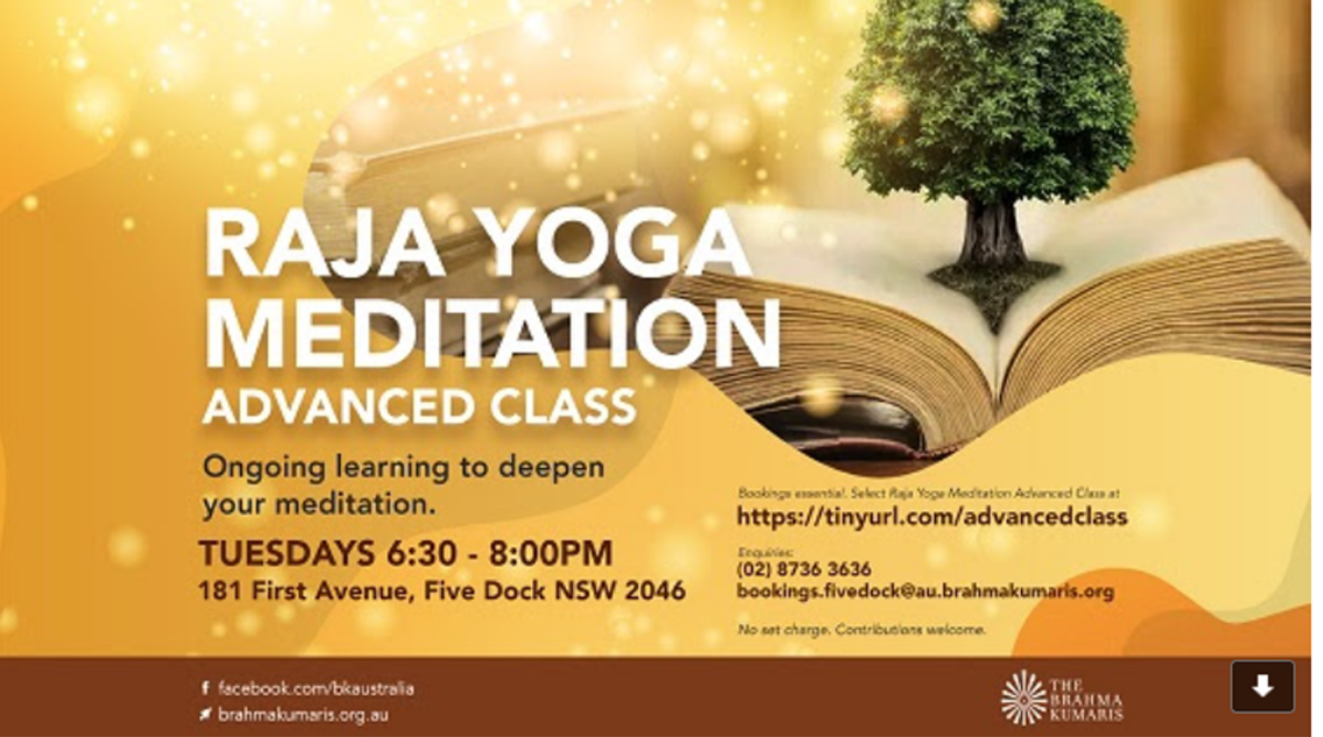 RAJA YOGA
MEDITATION
ADVANCED CLASS
Ongoing learning to deepen
your meditation.
TUESDAYS 6:30 - 8:00PM
181 First Avenue, Five Dock NSW 2046
Bookings essential. Select Raja Yoga Meditation Advanced Class at
https://tinyurl.com/advancedclass
Enquiries:
(02) 8736 3636
bookings.fivedock@au.brahmakumaris.org
No set charge. Contributions welcome.
facebook.com/bkaustralia
brahmakumaris.org.au
THE
BRAHMA
KUMARIS